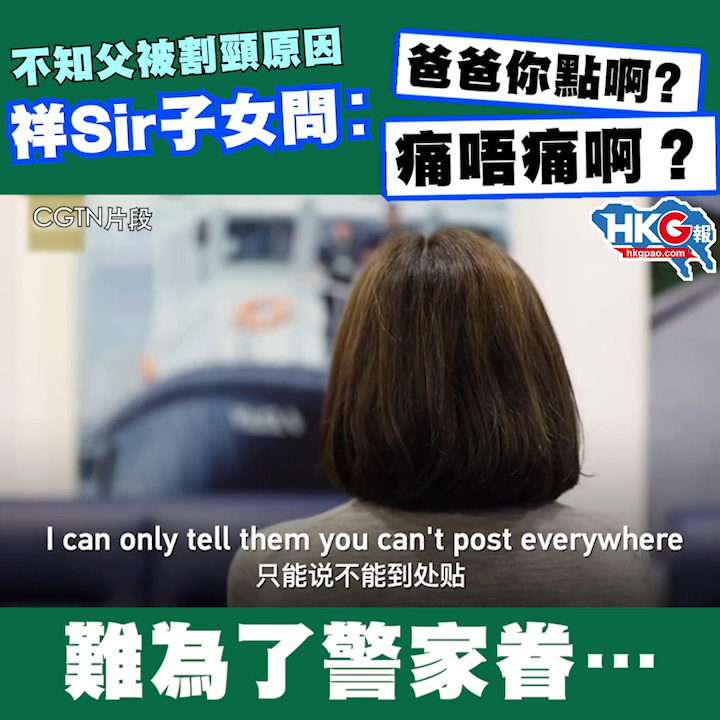 不知父被割頸原因
祥Sir子女問：
爸爸你點啊？
痛唔痛啊？
CGTN片段
HKG報
hkgpao.com
I can only tell them you can't post everywhere
只能说不能到处贴
難為了警家眷…